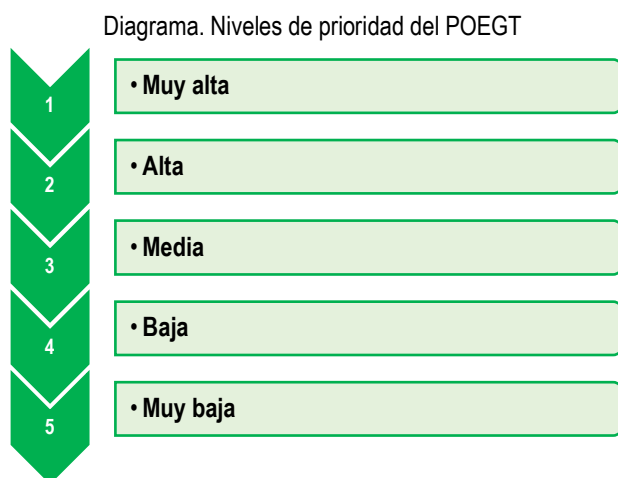 Diagrama. Niveles de prioridad del POEGT
1
• Muy alta
2
• Alta
3
• Media
4
• Baja
5
• Muy baja